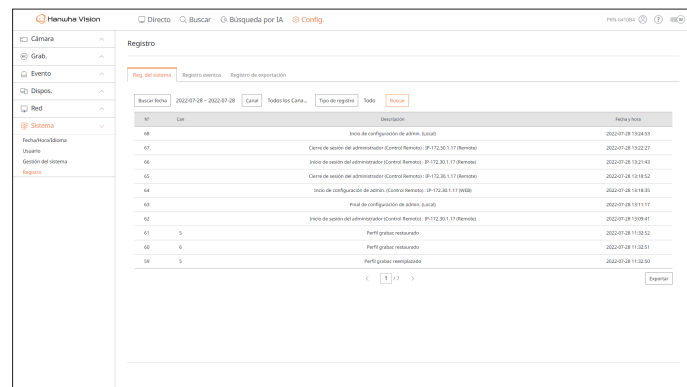 Hanwha Vision
Directo Buscar Búsqueda por IA Config.
PRN-6410B4
Cámara
Grab.
Evento
Dispos.
Red
Sistema
Fecha/Hora/Idioma
Usuario
Gestión del sistema
Registro
Registro
Reg. del sistema Registro eventos Registro de exportación
Buscar fecha 2022-07-28 ~ 2022-07-28 Canal Todos los Cana... Tipo de registro Todo Buscar
Nº Can Descripción Fecha y hora
68 Inicio de configuración de admin. (Local) 2022-07-28 13:24:53
67 Cierre de sesión del administrador (Control Remoto) : IP-172.30.1.17 (Remote) 2022-07-28 13:22:27
66 Inicio de sesión del administrador (Control Remoto) : IP-172.30.1.17 (Remote) 2022-07-28 13:21:43
65 Cierre de sesión del administrador (Control Remoto) : IP-172.30.1.17 (Remote) 2022-07-28 13:18:52
64 Inicio de configuración de admin. (Control Remoto) : IP-172.30.1.17 (WEB) 2022-07-28 13:18:35
63 Final de configuración de admin. (Local) 2022-07-28 13:11:17
62 Inicio de sesión del administrador (Control Remoto) : IP-172.30.1.17 (Remote) 2022-07-28 13:09:41
61 5 Perfil grabac restaurado 2022-07-28 11:32:52
60 6 Perfil grabac restaurado 2022-07-28 11:32:51
59 5 Perfil grabac reemplazado 2022-07-28 11:32:50
< 1 / 7 >
Exportar